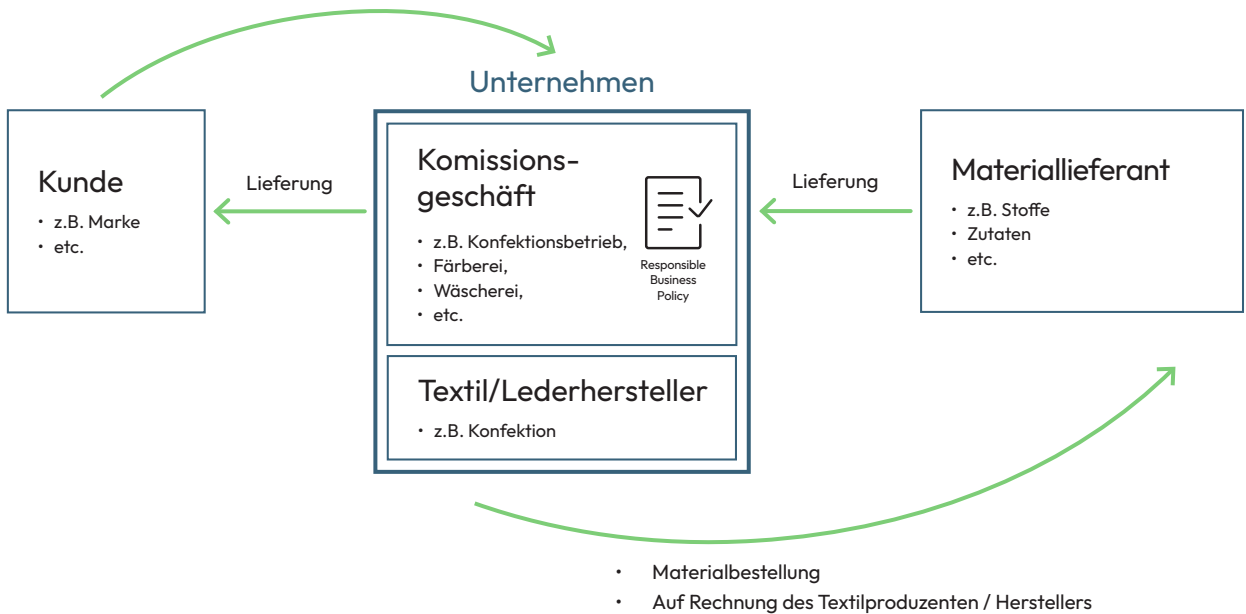 Unternehmen
Kunde
• z.B. Marke
• etc.
Lieferung
Komissions-
geschäft
• z.B. Konfektionsbetrieb,
• Färberei,
• Wäscherei,
• etc.
Responsible
Business
Policy
Lieferung
Materiallieferant
• z.B. Stoffe
• Zutaten
• etc.
Textil/Lederhersteller
• z.B. Konfektion
• Materialbestellung
• Auf Rechnung des Textilproduzenten / Herstellers